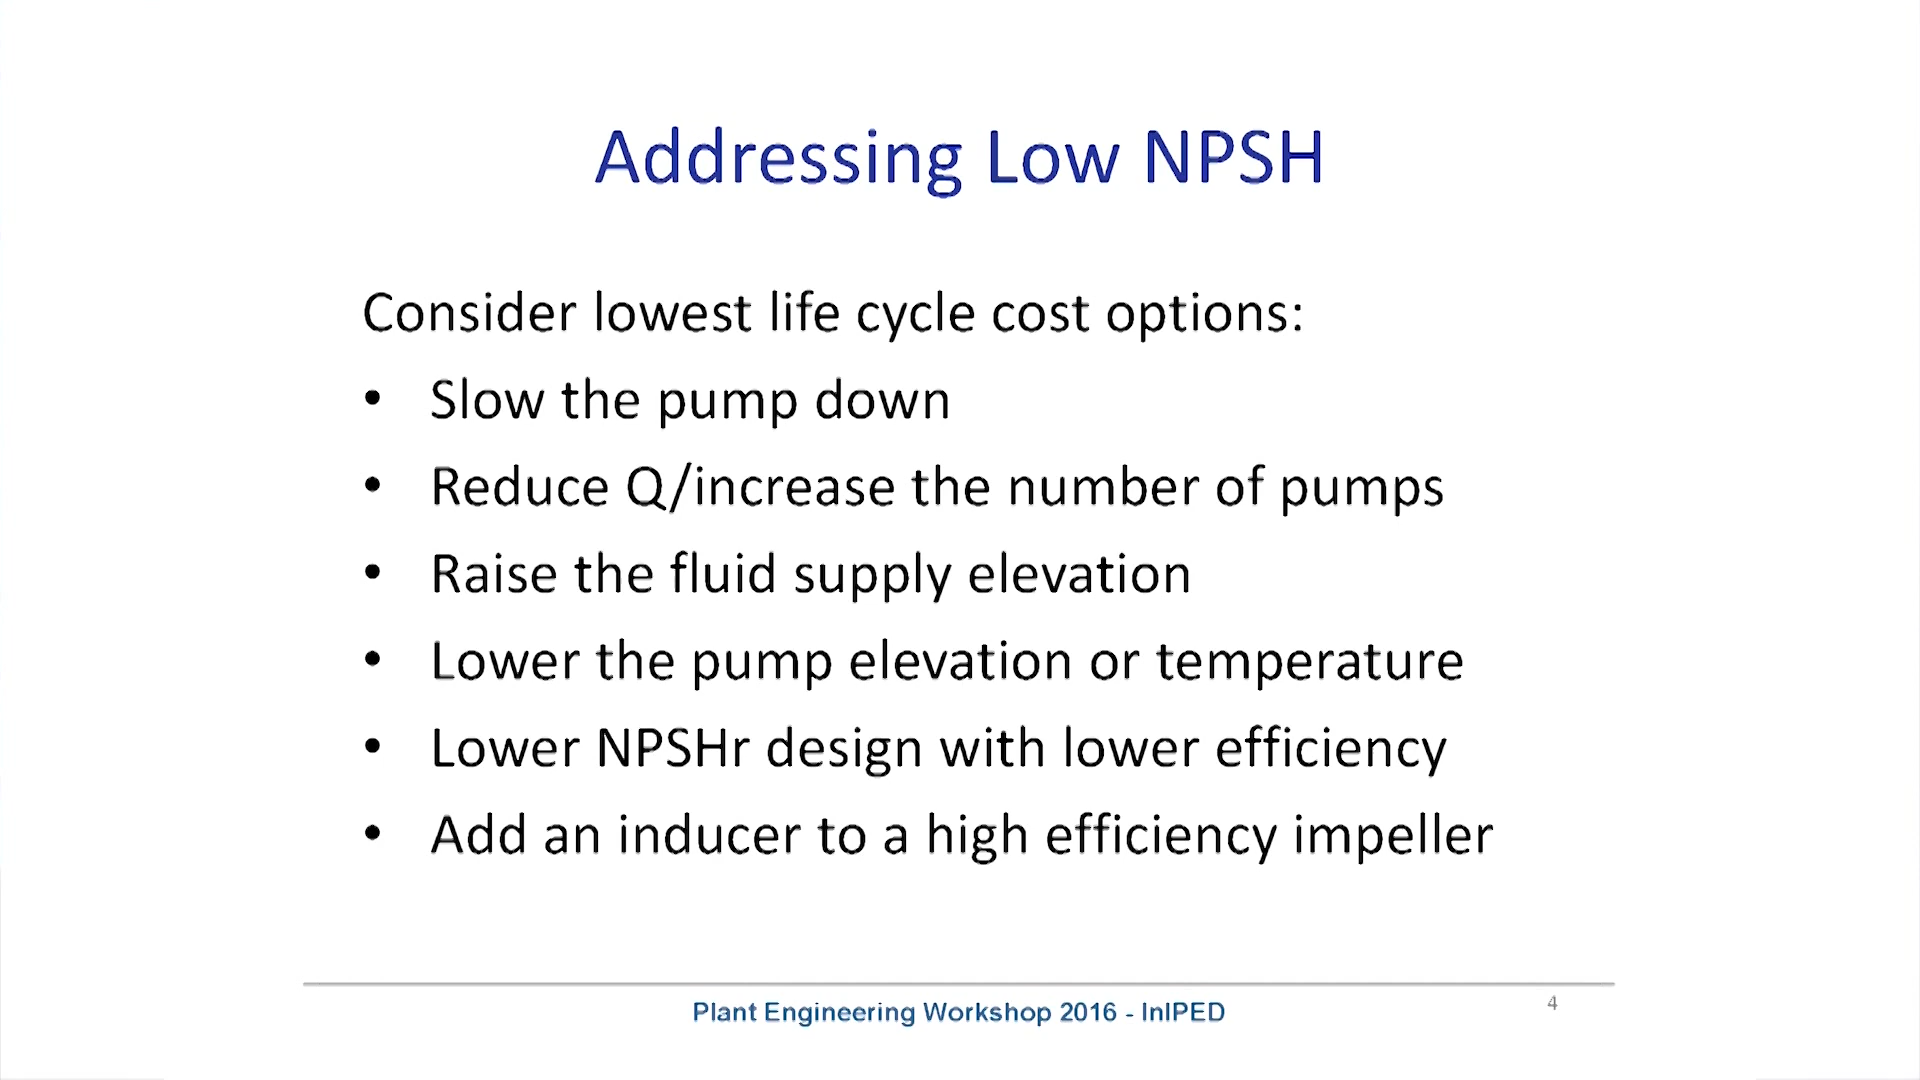 Addressing Low NPSH
Consider lowest life cycle cost options:
• Slow the pump down
• Reduce Q/increase the number of pumps
• Raise the fluid supply elevation
• Lower the pump elevation or temperature
• Lower NPSHr design with lower efficiency
• Add an inducer to a high efficiency impeller
Plant Engineering Workshop 2016 - InIPED
4